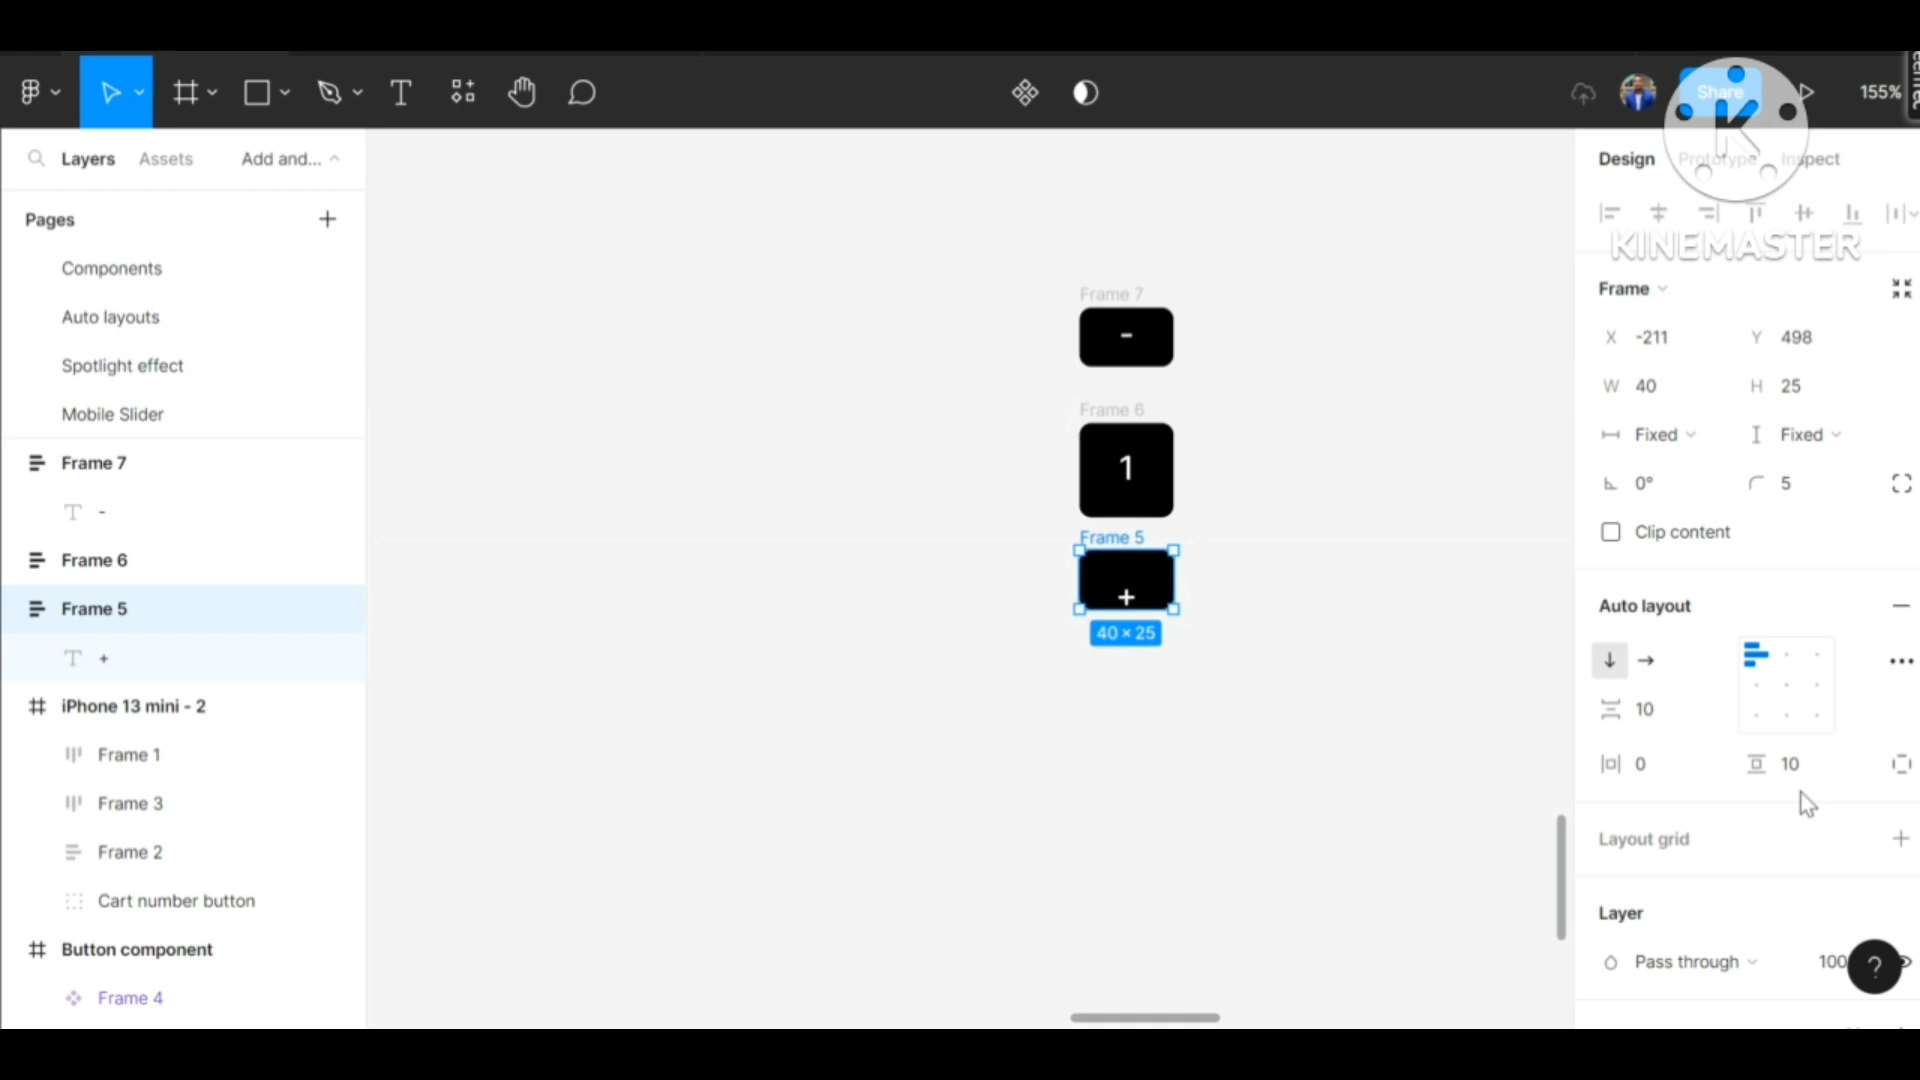 Share
155%
Layers Assets Add and...
Pages
Components
Auto layouts
Spotlight effect
Mobile Slider
Frame 7
T -
Frame 6
Frame 5
T +
iPhone 13 mini - 2
Frame 1
Frame 3
Frame 2
Cart number button
Button component
Frame 4
Frame 7
-
Frame 6
1
Frame 5
+
40 × 25
Design Prototype Inspect
K
KINEMASTER
Frame
X -211 Y 498
W 40 H 25
Fixed Fixed
0° 5
Clip content
Auto layout
10
0 10
Layout grid
Layer
Pass through 100
?